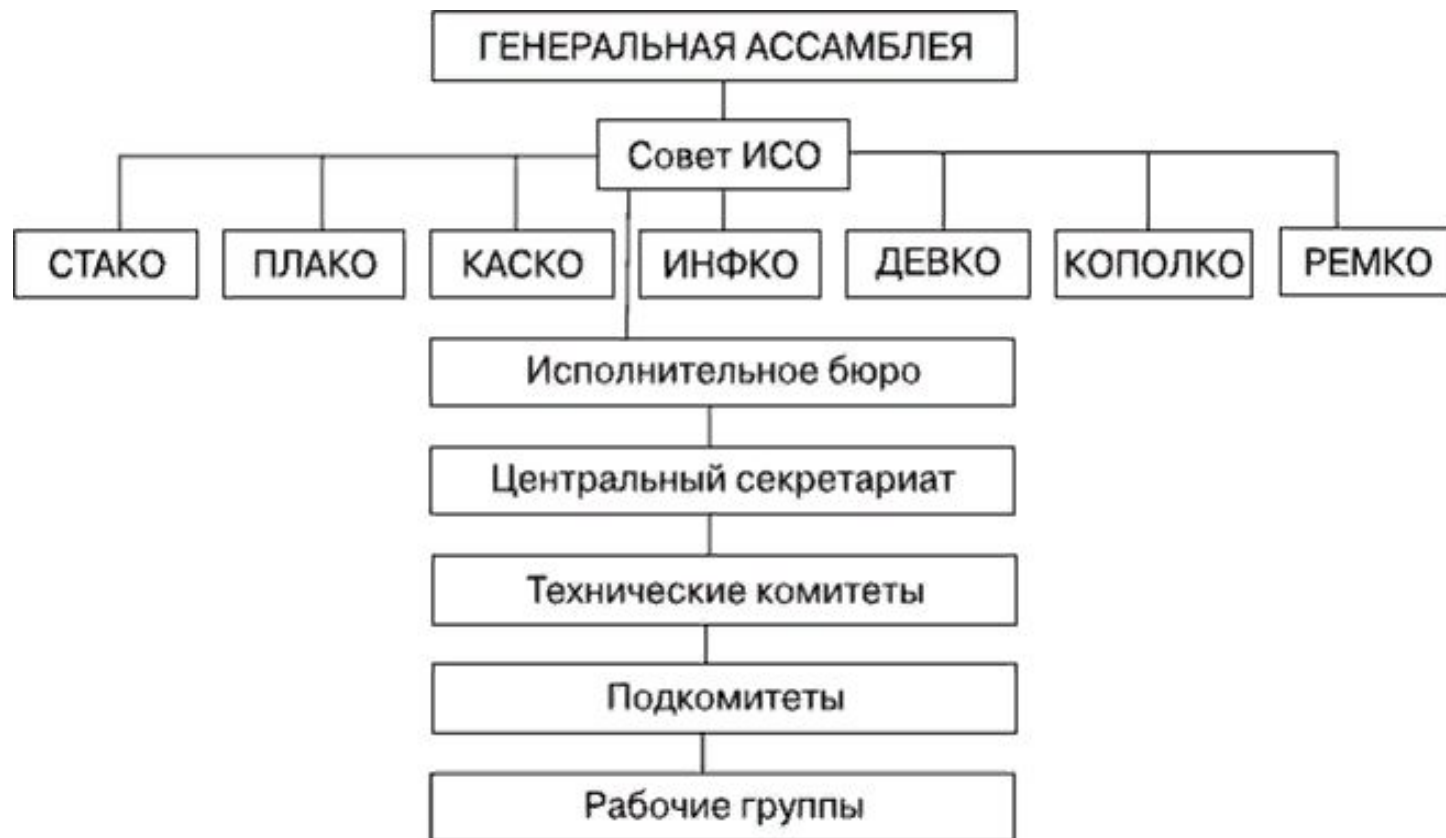 ГЕНЕРАЛЬНАЯ АССАМБЛЕЯ
Совет ИСО
СТАКО
ПЛАКО
КАСКО
ИНФКО
ДЕВКО
КОПОЛКО
РЕМКО
Исполнительное бюро
Центральный секретариат
Технические комитеты
Подкомитеты
Рабочие группы